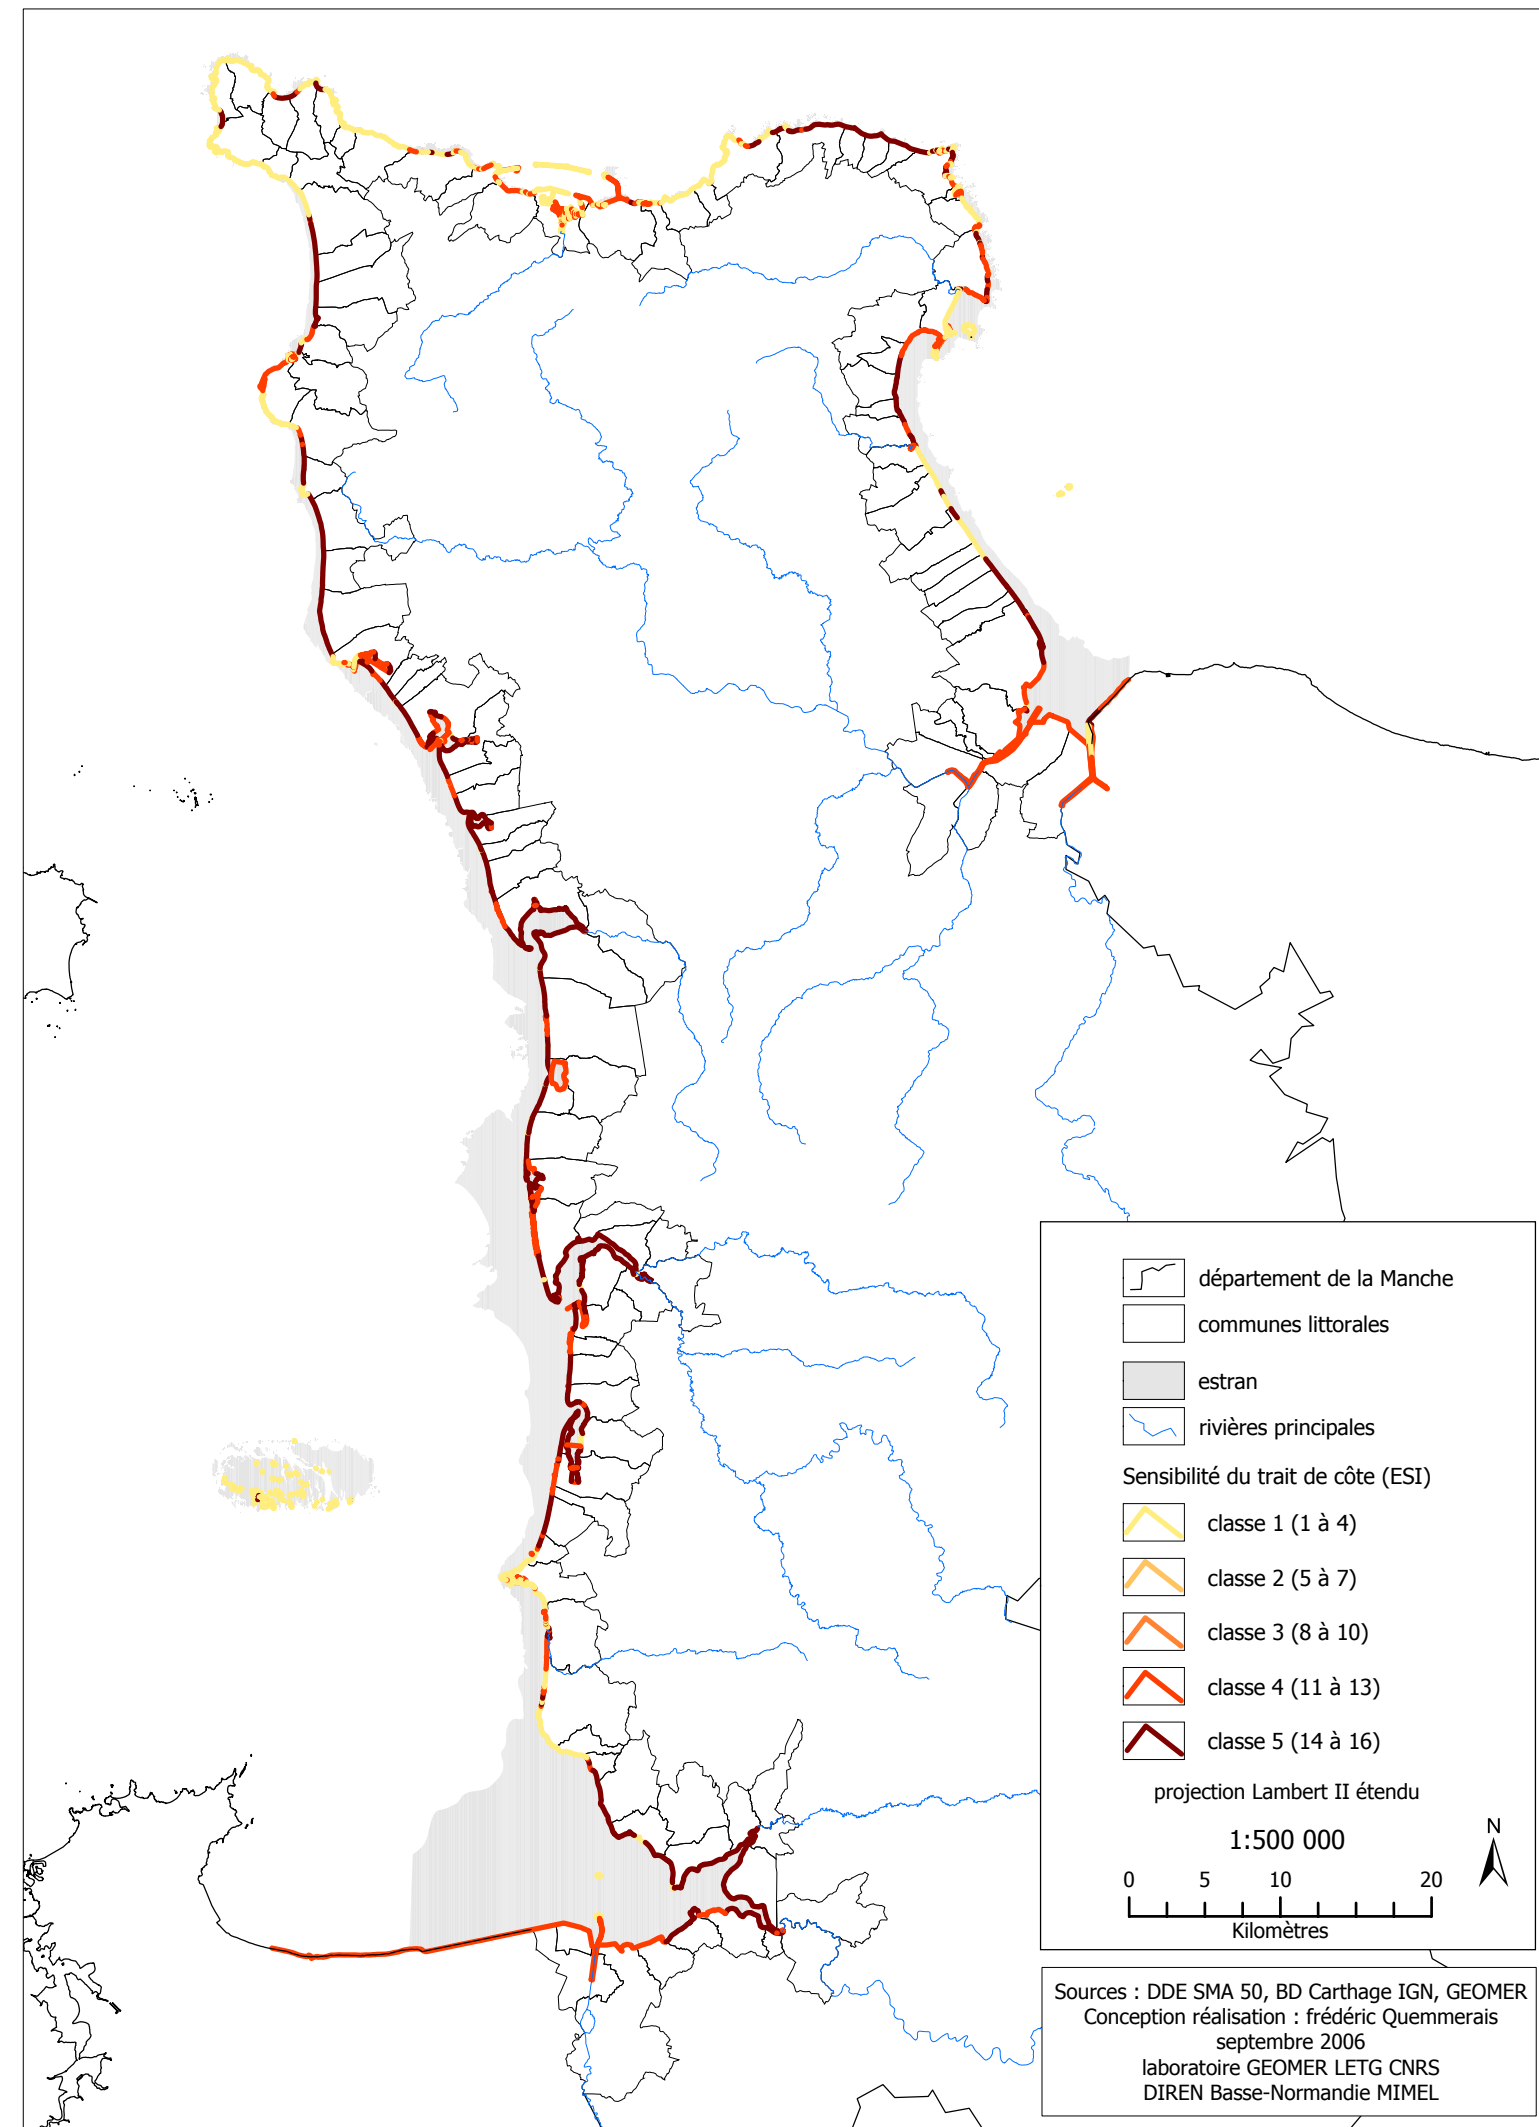 département de la Manche
communes littorales
estran
rivières principales
Sensibilité du trait de côte (ESI)
classe 1 (1 à 4)
classe 2 (5 à 7)
classe 3 (8 à 10)
classe 4 (11 à 13)
classe 5 (14 à 16)
projection Lambert II étendu
1:500 000
N
0 5 10 20
Kilomètres
Sources : DDE SMA 50, BD Carthage IGN, GEOMER
Conception réalisation : frédéric Quemmerais
septembre 2006
laboratoire GEOMER LETG CNRS
DIREN Basse-Normandie MIMEL